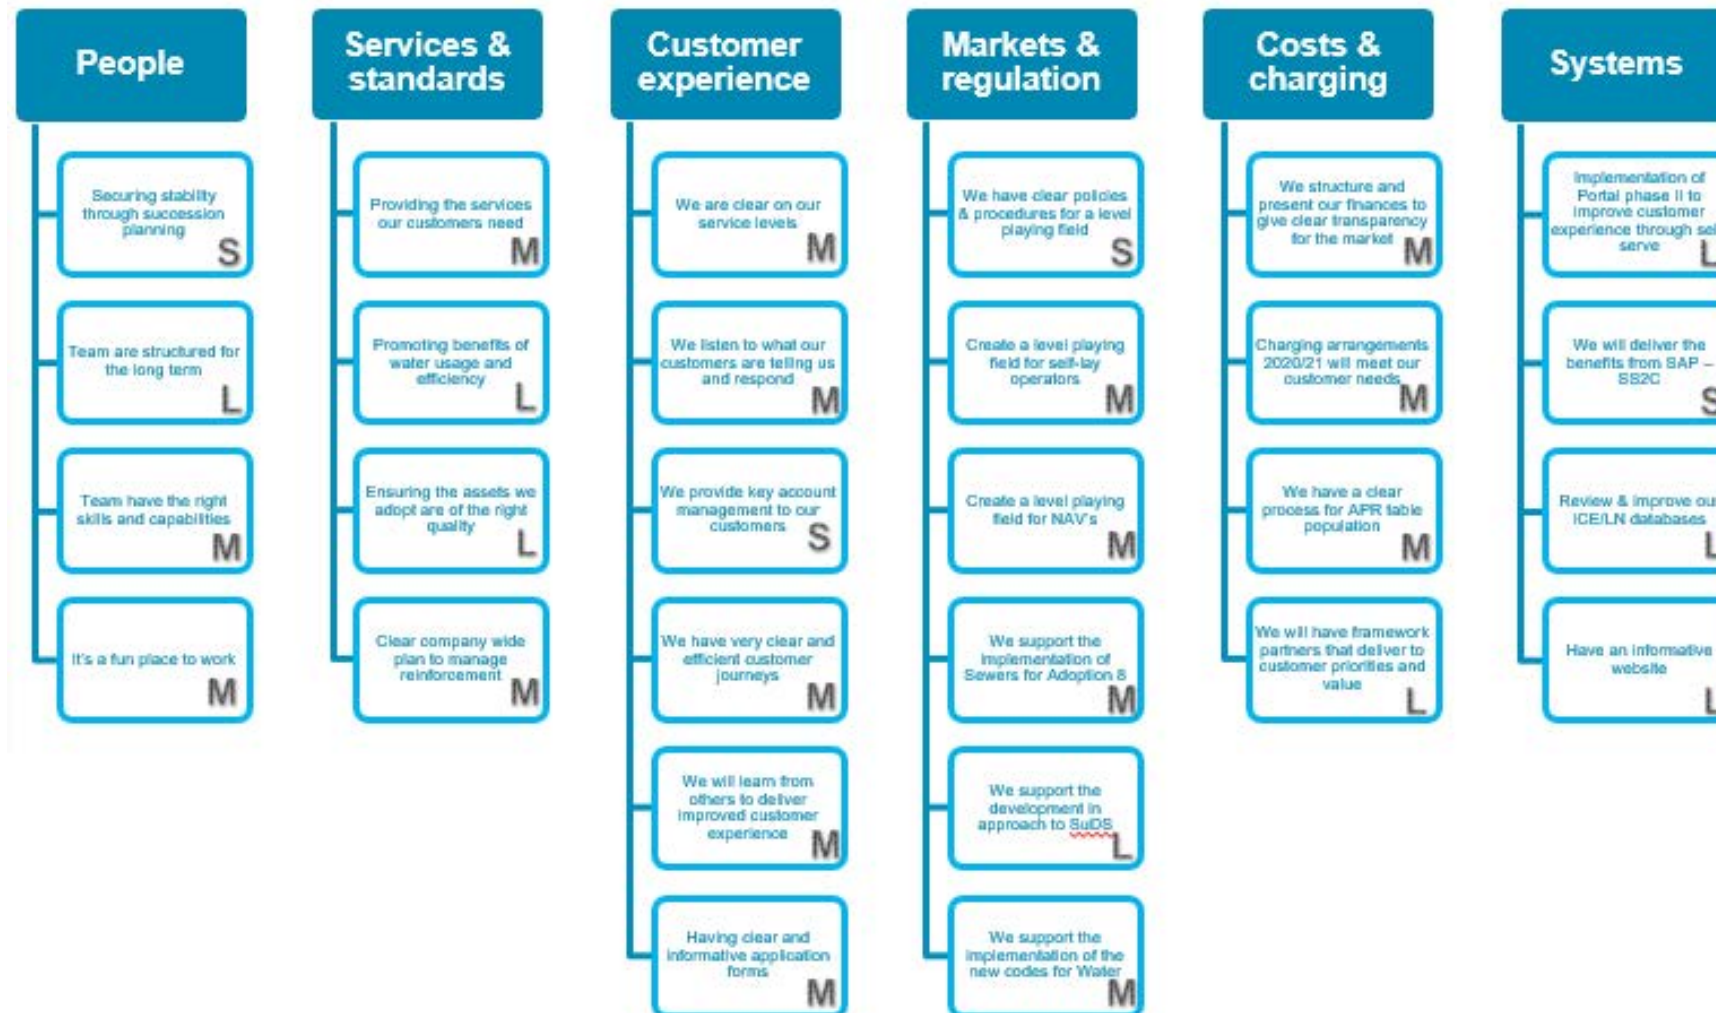 People
Securing stability
through succession
planning
S
Team are structured for
the long term
L
Team have the right
skills and capabilities
M
It's a fun place to work
M
Services &
standards
Providing the services
our customers need
M
Promoting benefits of
water usage and
efficiency
L
Ensuring the assets we
adopt are of the right
quality
L
Clear company wide
plan to manage
reinforcement
M
Customer
experience
We are clear on our
service levels
M
We listen to what our
customers are telling us
and respond
M
We provide key account
management to our
customers
S
We have very clear and
efficient customer
journeys
M
We will learn from
others to deliver
improved customer
experience
M
Having clear and
informative application
forms
M
Markets &
regulation
We have clear policies
& procedures for a level
playing field
S
Create a level playing
field for self-lay
operators
M
Create a level playing
field for NAV's
M
We support the
implementation of
Sewers for Adoption 8
M
We support the
development in
approach to SuDS
L
We support the
implementation of the
new codes for Water
M
Costs &
charging
We structure and
present our finances to
give clear transparency
for the market
M
Charging arrangements
2020/21 will meet our
customer needs
M
We have a clear
process for APR table
population
M
We will have framework
partners that deliver to
customer priorities and
value
L
Systems
Implementation of
Portal phase II to
improve customer
experience through
serve
L
We will deliver the
benefits from SAP –
SS2C
S
Review & improve our
ICE/LN databases
L
Have an informative
website
L